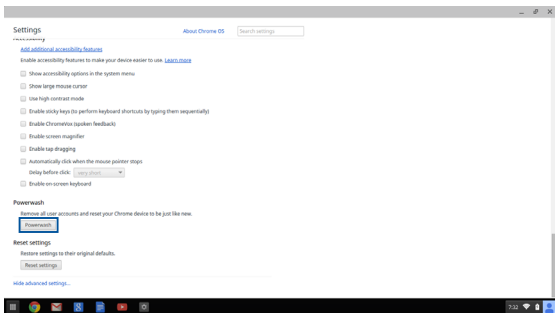 Settings
About Chrome OS
Search settings
Accessibility
Add additional accessibility features
Enable accessibility features to make your device easier to use. Learn more
Show accessibility options in the system menu
Show large mouse cursor
Use high contrast mode
Enable sticky keys (to perform keyboard shortcuts by typing them sequentially)
Enable ChromeVox (spoken feedback)
Enable screen magnifier
Enable tap dragging
Automatically click when the mouse pointer stops
Delay before click: very short
Enable on-screen keyboard
Powerwash
Remove all user accounts and reset your Chrome device to be just like new.
Powerwash
Reset settings
Restore settings to their original defaults.
Reset settings
Hide advanced settings...
7:32